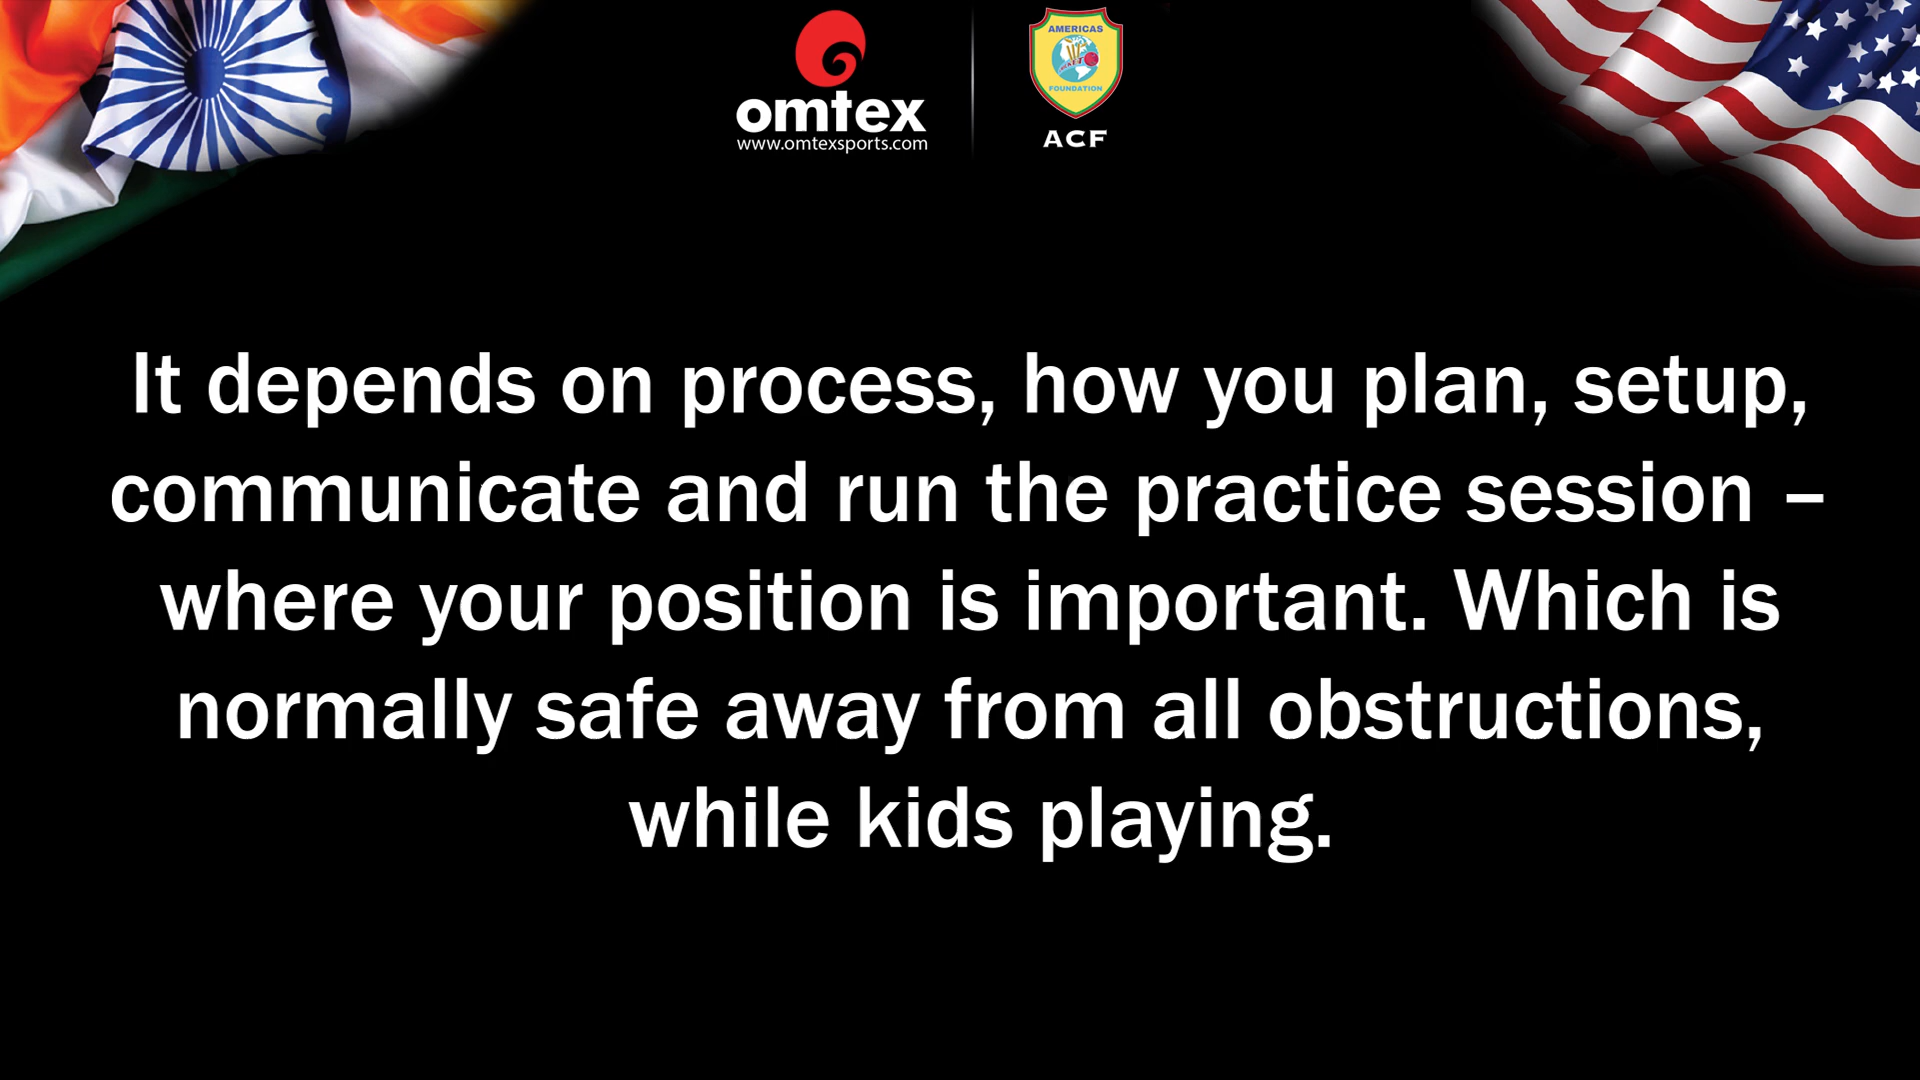 omtex
www.omtexsports.com
AMERICAS
CRICKET
FOUNDATION
ACF
It depends on process, how you plan, setup,
communicate and run the practice session –
where your position is important. Which is
normally safe away from all obstructions,
while kids playing.